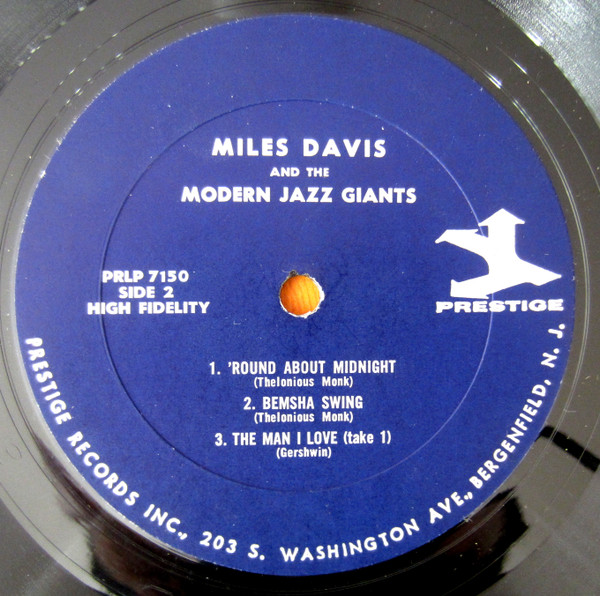 MILES DAVIS
AND THE
MODERN JAZZ GIANTS
PRLP 7150
SIDE 2
HIGH FIDELITY
PRESTIGE
1. 'ROUND ABOUT MIDNIGHT
(Thelonious Monk)
2. BEMSHA SWING
(Thelonious Monk)
3. THE MAN I LOVE (take 1)
(Gershwin)
PRESTIGE RECORDS INC., 203 S. WASHINGTON AVE., BERGENFIELD, N. J.